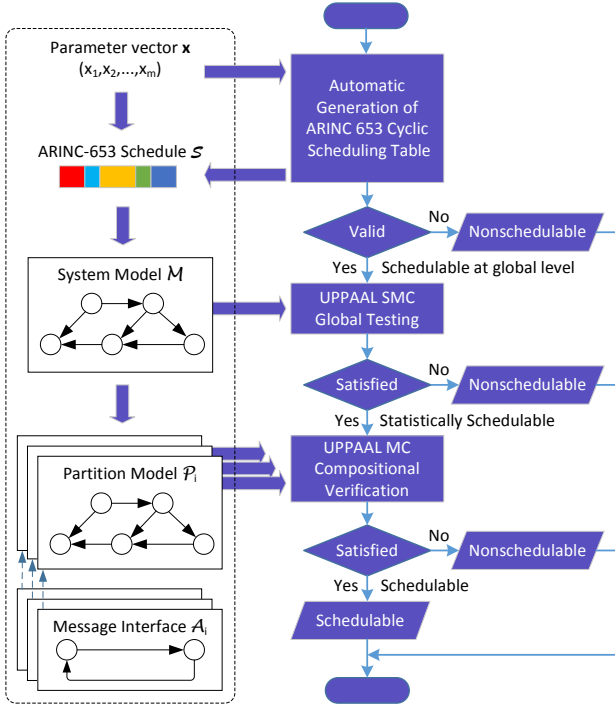 Parameter vector x
(x1,x2,...,xm)
ARINC-653 Schedule S
System Model M
Partition Model Pi
Message Interface Ai
Automatic
Generation of
ARINC 653 Cyclic
Scheduling Table
Valid
No
Nonschedulable
Yes
Schedulable at global level
UPPAAL SMC
Global Testing
Satisfied
No
Nonschedulable
Yes
Statistically Schedulable
UPPAAL MC
Compositional
Verification
Satisfied
No
Nonschedulable
Yes
Schedulable
Schedulable